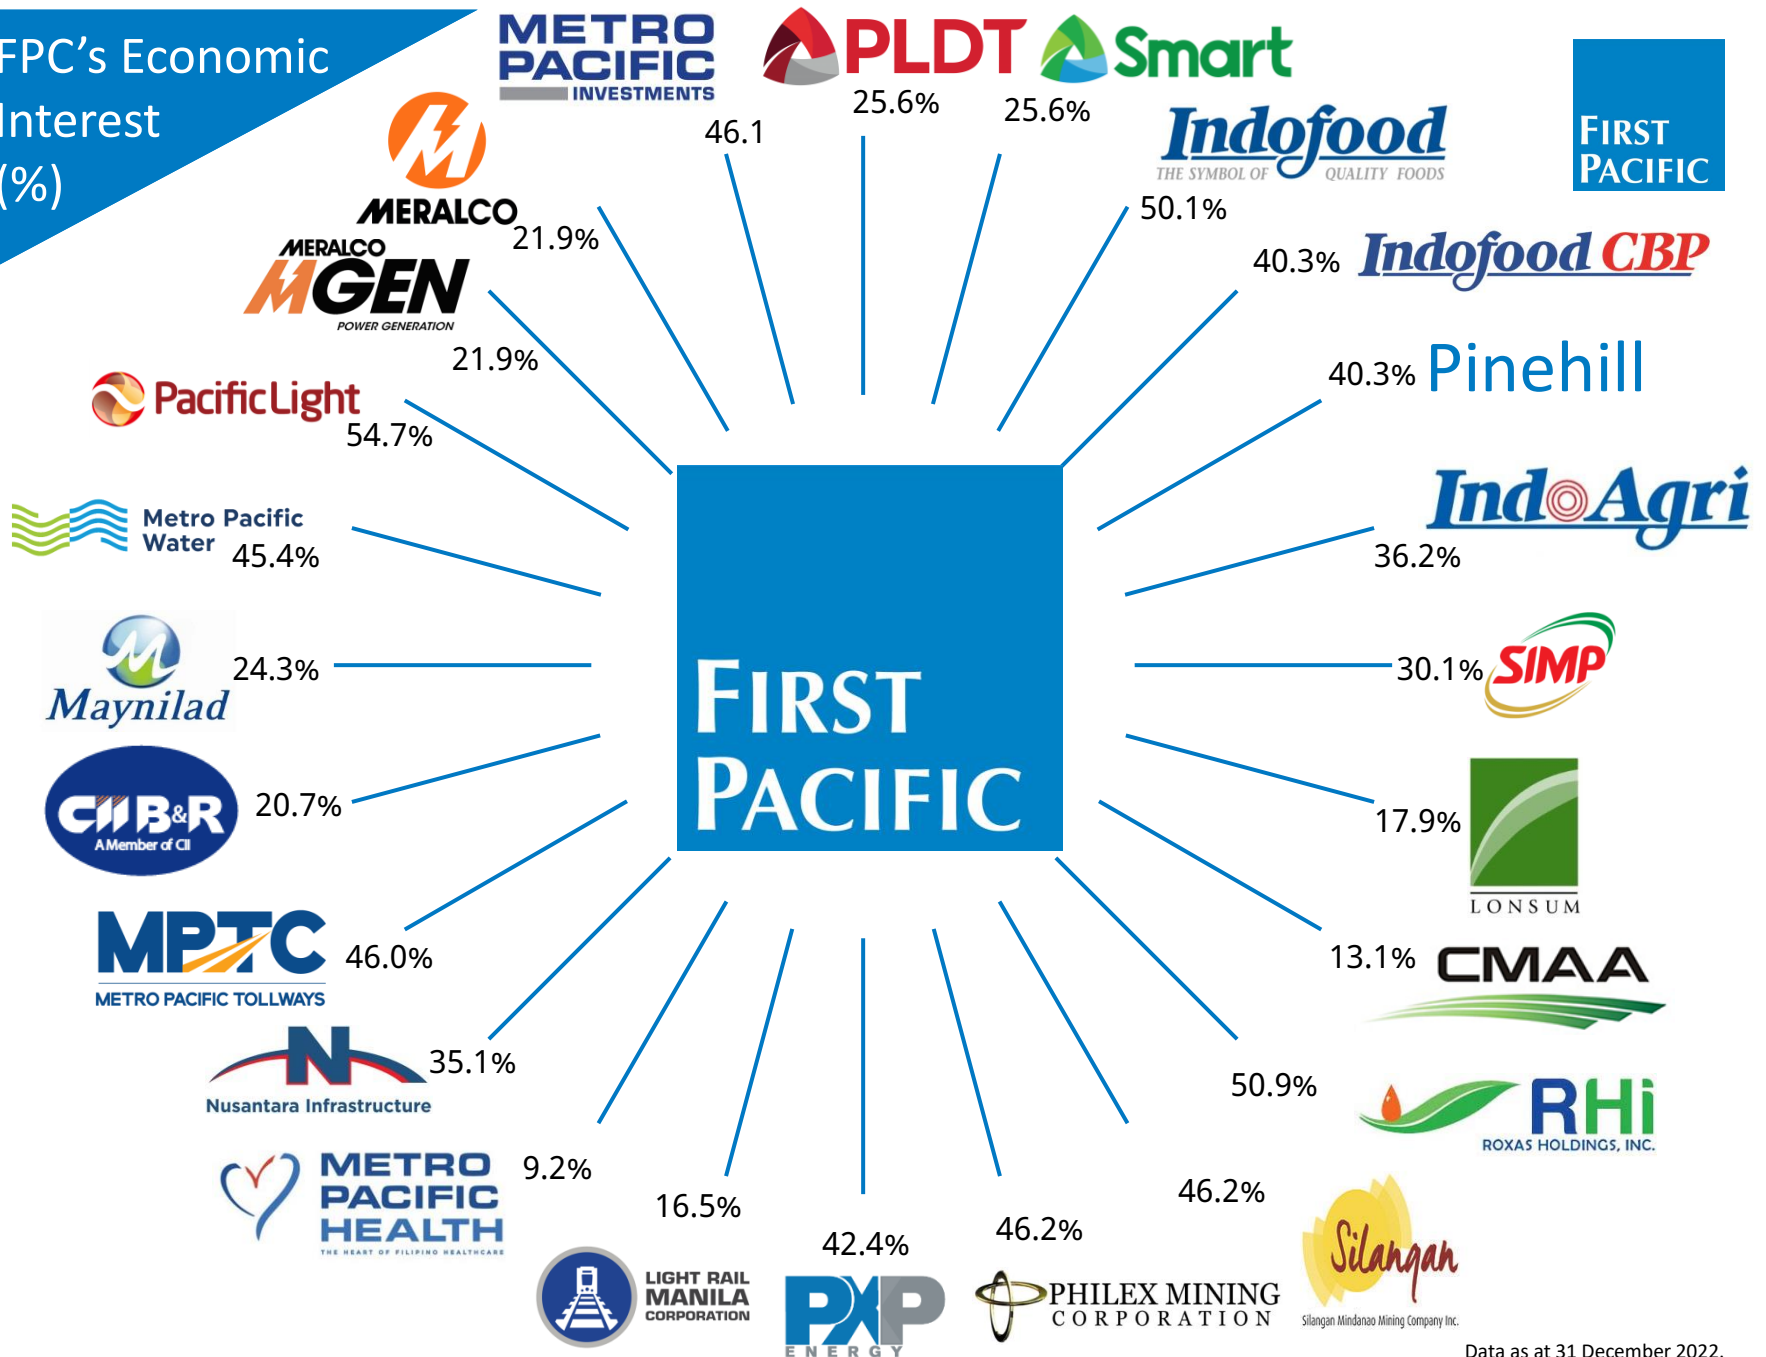 FPC’s Economic
Interest
(%)
METRO
PACIFIC
INVESTMENTS
46.1
PLDT
25.6%
Smart
25.6%
Indofood
THE SYMBOL OF QUALITY FOODS
50.1%
FIRST
PACIFIC
MERALCO
21.9%
40.3% Indofood CBP
MERALCO
MGEN
POWER GENERATION
21.9%
40.3% Pinehill
PacificLight
54.7%
IndoAgri
36.2%
Metro Pacific
Water
45.4%
Maynilad
24.3%
30.1% SIMP
FIRST
PACIFIC
CII B&R
A Member of CII
20.7%
17.9%
LONSUM
MPTC
METRO PACIFIC TOLLWAYS
46.0%
13.1% CMAA
N
Nusantara Infrastructure
35.1%
50.9%
RHi
ROXAS HOLDINGS, INC.
METRO
PACIFIC
HEALTH
THE HEART OF FILIPINO HEALTHCARE
9.2%
16.5%
LIGHT RAIL
MANILA
CORPORATION
42.4%
PXP
ENERGY
46.2%
PHILEX MINING
CORPORATION
46.2%
Silangan
Silangan Mindanao Mining Company Inc.
Data as at 31 December 2022.